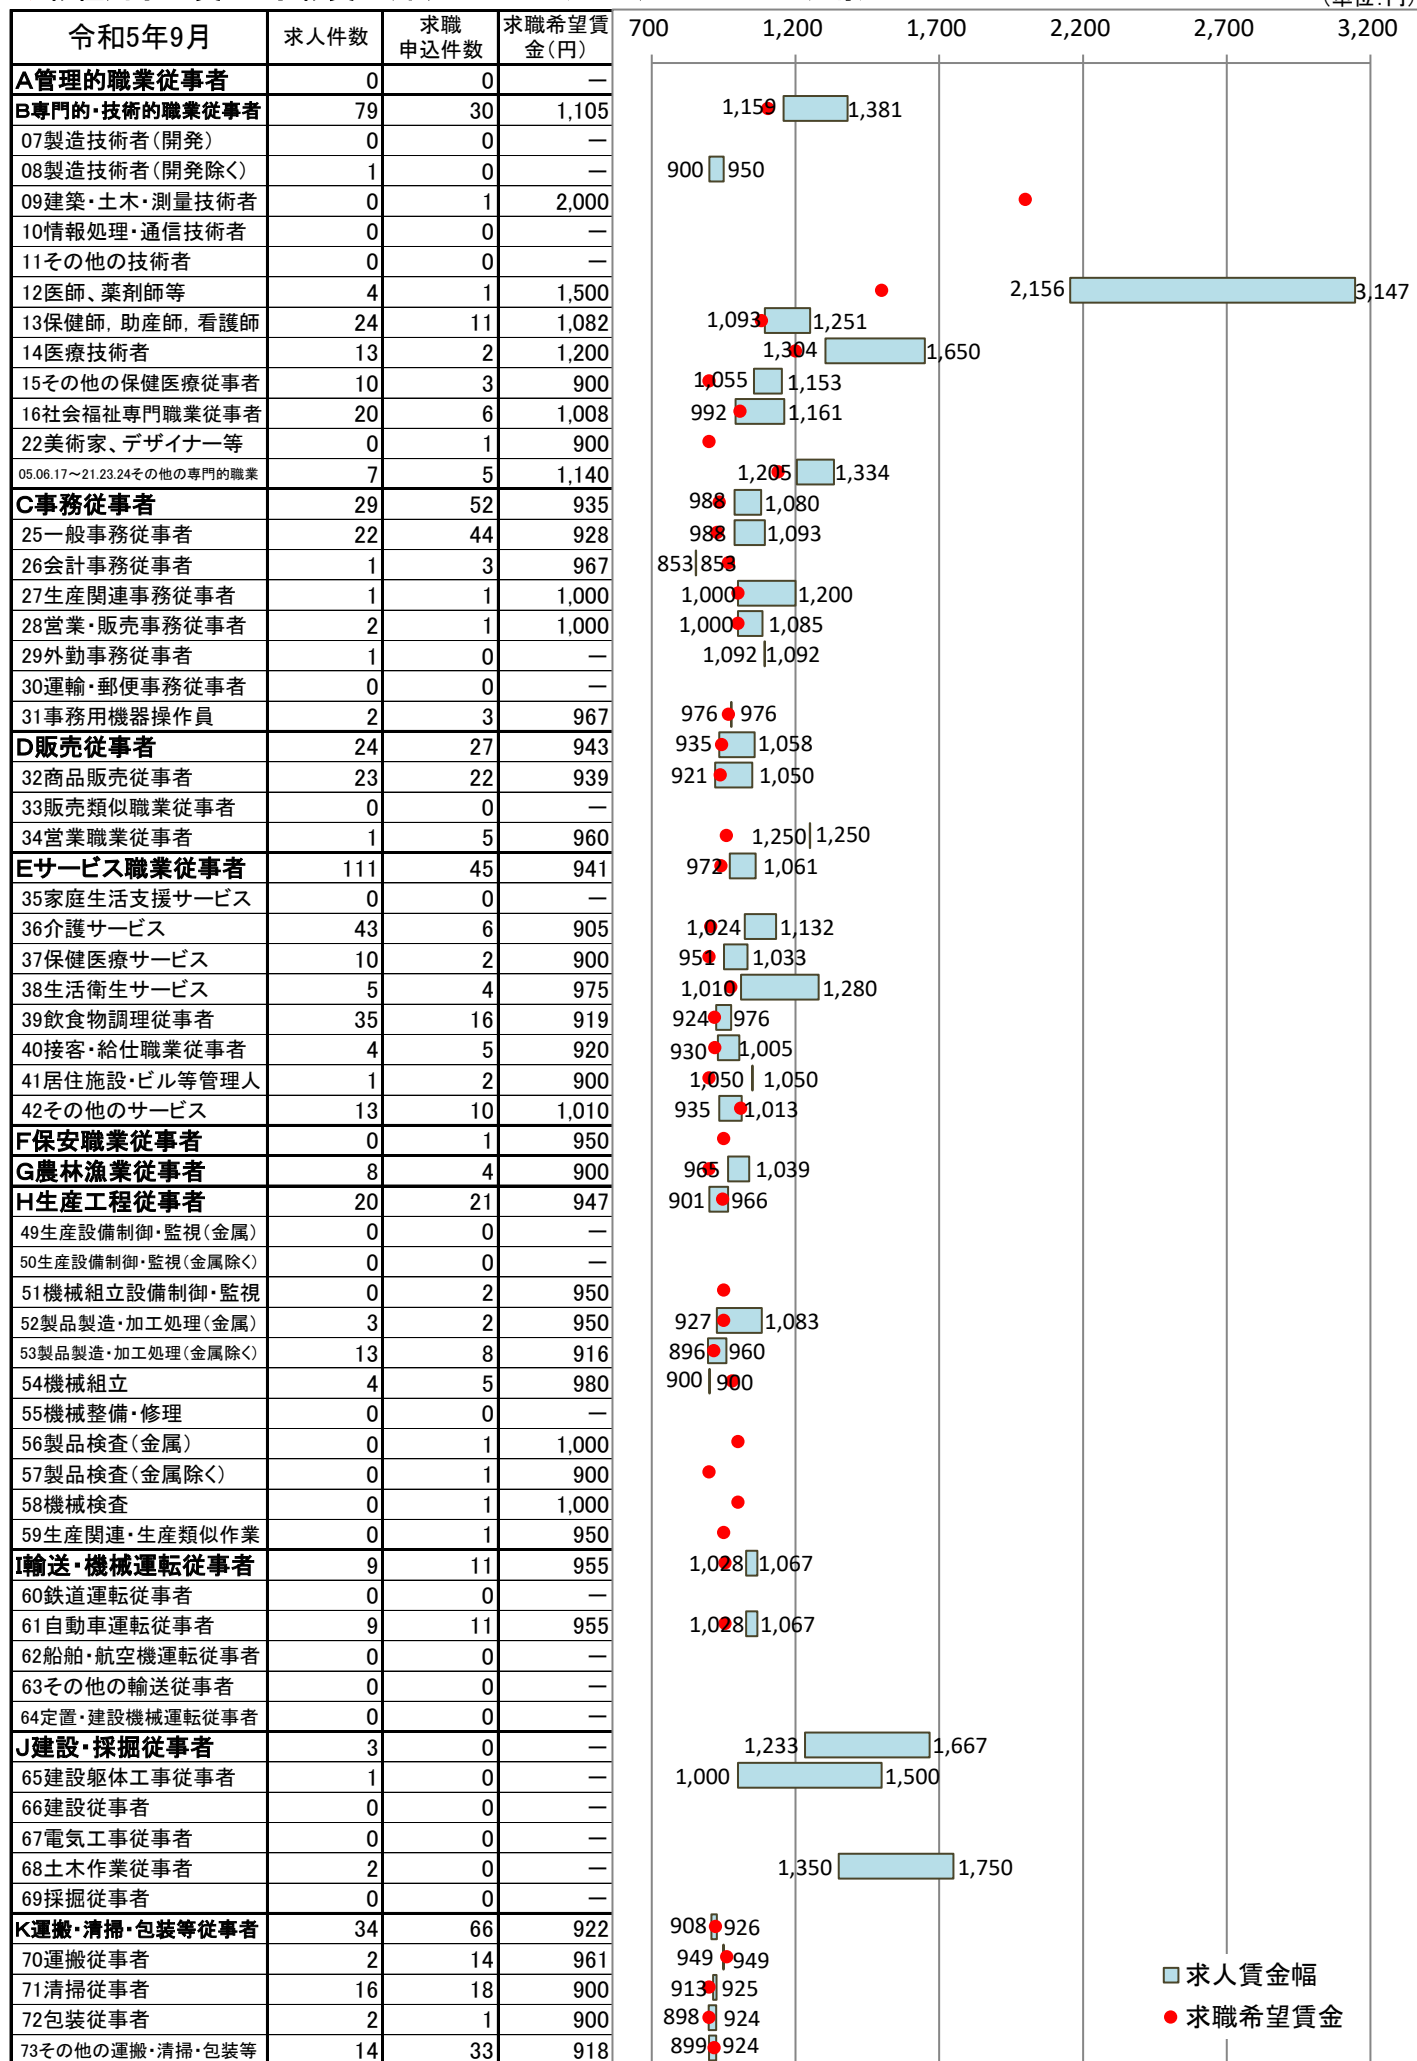 (単位:円)
令和5年9月 求人件数 求職申込件数 求職希望賃金(円) 700 1,200 1,700 2,200 2,700 3,200
A管理的職業従事者 0 0 ―
B専門的・技術的職業従事者 79 30 1,105 1,159 1,381
07製造技術者(開発) 0 0 ―
08製造技術者(開発除く) 1 0 ― 900 950
09建築・土木・測量技術者 0 1 2,000
10情報処理・通信技術者 0 0 ―
11その他の技術者 0 0 ―
12医師、薬剤師等 4 1 1,500 2,156 3,147
13保健師,助産師,看護師 24 11 1,082 1,093 1,251
14医療技術者 13 2 1,200 1,304 1,650
15その他の保健医療従事者 10 3 900 1,055 1,153
16社会福祉専門職業従事者 20 6 1,008 992 1,161
22美術家、デザイナー等 0 1 900
05.06.17～21.23.24その他の専門的職業 7 5 1,140 1,205 1,334
C事務従事者 29 52 935 988 1,080
25一般事務従事者 22 44 928 988 1,093
26会計事務従事者 1 3 967 853 853
27生産関連事務従事者 1 1 1,000 1,000 1,200
28営業・販売事務従事者 2 1 1,000 1,000 1,085
29外勤事務従事者 1 0 ― 1,092 1,092
30運輸・郵便事務従事者 0 0 ―
31事務用機器操作員 2 3 967 976 976
D販売従事者 24 27 943 935 1,058
32商品販売従事者 23 22 939 921 1,050
33販売類似職業従事者 0 0 ―
34営業職業従事者 1 5 960 1,250 1,250
Eサービス職業従事者 111 45 941 972 1,061
35家庭生活支援サービス 0 0 ―
36介護サービス 43 6 905 1,024 1,132
37保健医療サービス 10 2 900 951 1,033
38生活衛生サービス 5 4 975 1,010 1,280
39飲食物調理従事者 35 16 919 924 976
40接客・給仕職業従事者 4 5 920 930 1,005
41居住施設・ビル等管理人 1 2 900 1,050 1,050
42その他のサービス 13 10 1,010 935 1,013
F保安職業従事者 0 1 950
G農林漁業従事者 8 4 900 965 1,039
H生産工程従事者 20 21 947 901 966
49生産設備制御・監視(金属) 0 0 ―
50生産設備制御・監視(金属除く) 0 0 ―
51機械組立設備制御・監視 0 2 950
52製品製造・加工処理(金属) 3 2 950 927 1,083
53製品製造・加工処理(金属除く) 13 8 916 896 960
54機械組立 4 5 980 900 900
55機械整備・修理 0 0 ―
56製品検査(金属) 0 1 1,000
57製品検査(金属除く) 0 1 900
58機械検査 0 1 1,000
59生産関連・生産類似作業 0 1 950
I輸送・機械運転従事者 9 11 955 1,028 1,067
60鉄道運転従事者 0 0 ―
61自動車運転従事者 9 11 955 1,028 1,067
62船舶・航空機運転従事者 0 0 ―
63その他の輸送従事者 0 0 ―
64定置・建設機械運転従事者 0 0 ―
J建設・採掘従事者 3 0 ― 1,233 1,667
65建設躯体工事従事者 1 0 ― 1,000 1,500
66建設従事者 0 0 ―
67電気工事従事者 0 0 ―
68土木作業従事者 2 0 ― 1,350 1,750
69採掘従事者 0 0 ―
K運搬・清掃・包装等従事者 34 66 922 908 926
70運搬従事者 2 14 961 949 949
71清掃従事者 16 18 900 913 925
72包装従事者 2 1 900 898 924
73その他の運搬・清掃・包装等 14 33 918 899 924
求人賃金幅
求職希望賃金